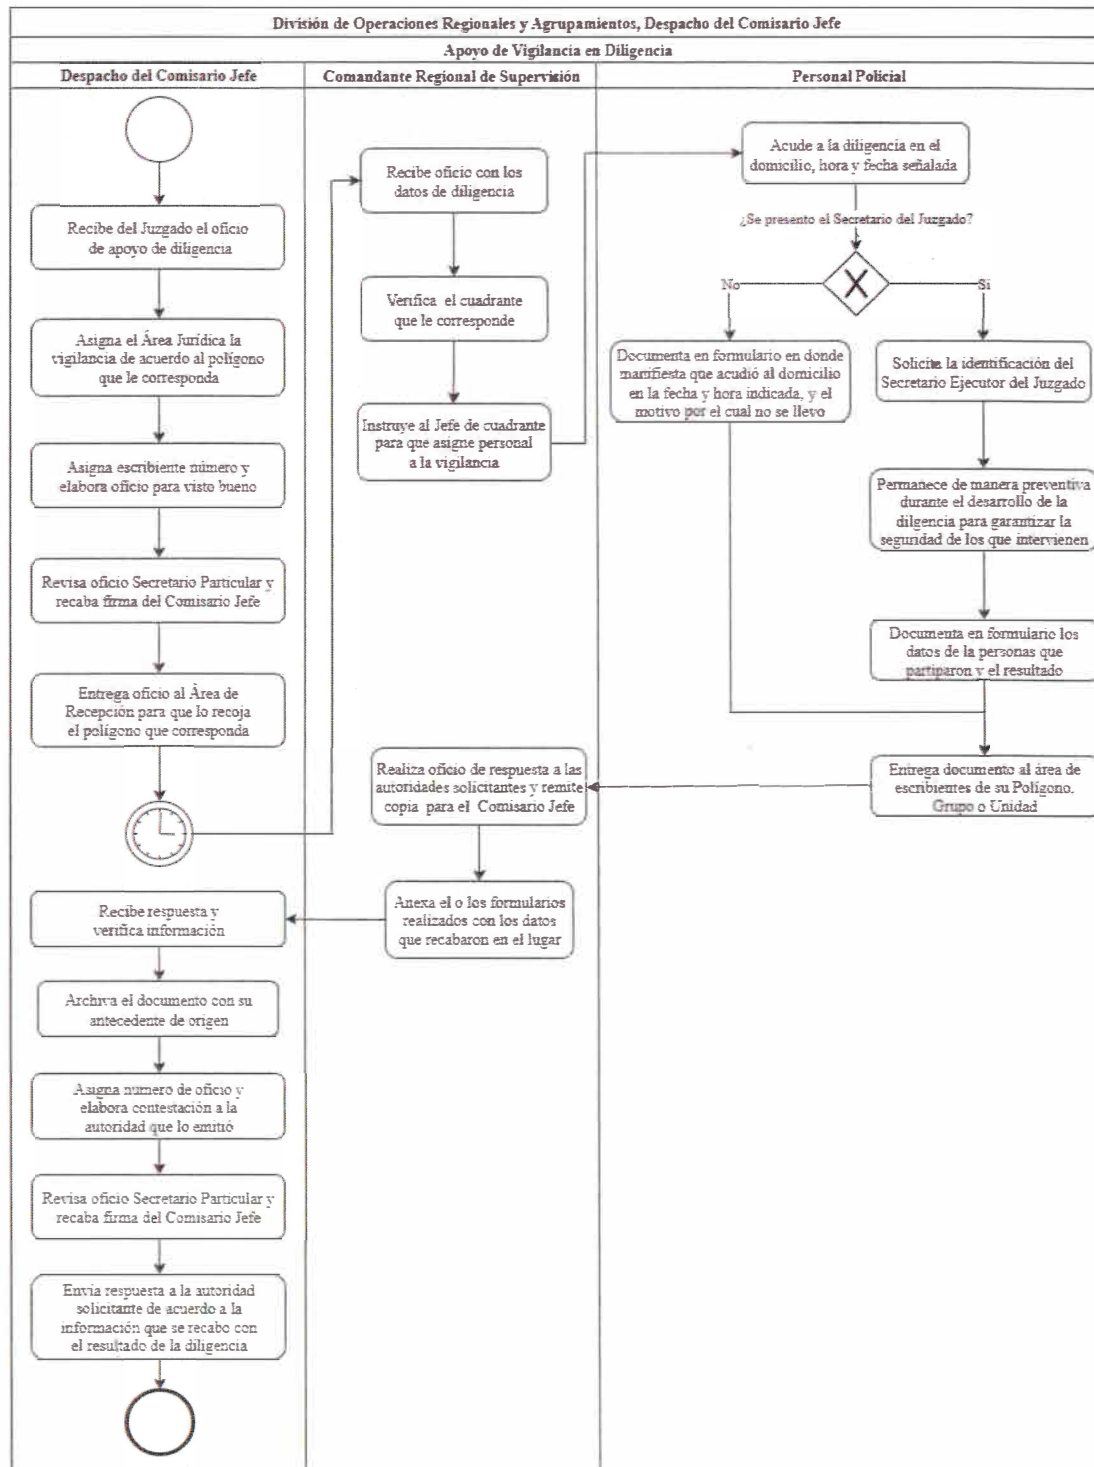 División de Operaciones Regionales y Agrupamientos, Despacho del Comisario Jefe
Apoyo de Vigilancia en Diligencia
Despacho del Comisario Jefe
Comandante Regional de Supervisión
Personal Policial
Recibe del Juzgado el oficio
de apoyo de diligencia
Asigna el Área Jurídica la
vigilancia de acuerdo al polígono
que le corresponda
Asigna escribiente número y
elabora oficio para visto bueno
Revisa oficio Secretario Particular y
recaba firma del Comisario Jefe
Entrega oficio al Área de
Recepción para que lo recoja
el polígono que corresponda
Recibe oficio con los
datos de diligencia
Verifica el cuadrante
que le corresponde
Instruye al Jefe de cuadrante
para que asigne personal
a la vigilancia
Acude a la diligencia en el
domicilio, hora y fecha señalada
¿Se presento el Secretario del Juzgado?
No
Si
Documenta en formulario en donde
manifiesta que acudió al domicilio
en la fecha y hora indicada, y el
motivo por el cual no se llevo
Solicita la identificación del
Secretario Ejecutor del Juzgado
Permanece de manera preventiva
durante el desarrollo de la
dilgencia para garantizar la
seguridad de los que intervienen
Documenta en formulario los
datos de la personas que
partiparon y el resultado
Entrega documento al área de
escribientes de su Polígono,
Grupo o Unidad
Realiza oficio de respuesta a las
autoridades solicitantes y remite
copia para el Comisario Jefe
Anexa el o los formularios
realizados con los datos
que recabaron en el lugar
Recibe respuesta y
verifica información
Archiva el documento con su
antecedente de origen
Asigna numero de oficio y
elabora contestación a la
autoridad que lo emitió
Revisa oficio Secretario Particular y
recaba firma del Comisario Jefe
Envia respuesta a la autoridad
solicitante de acuerdo a la
información que se recabo con
el resultado de la diligencia